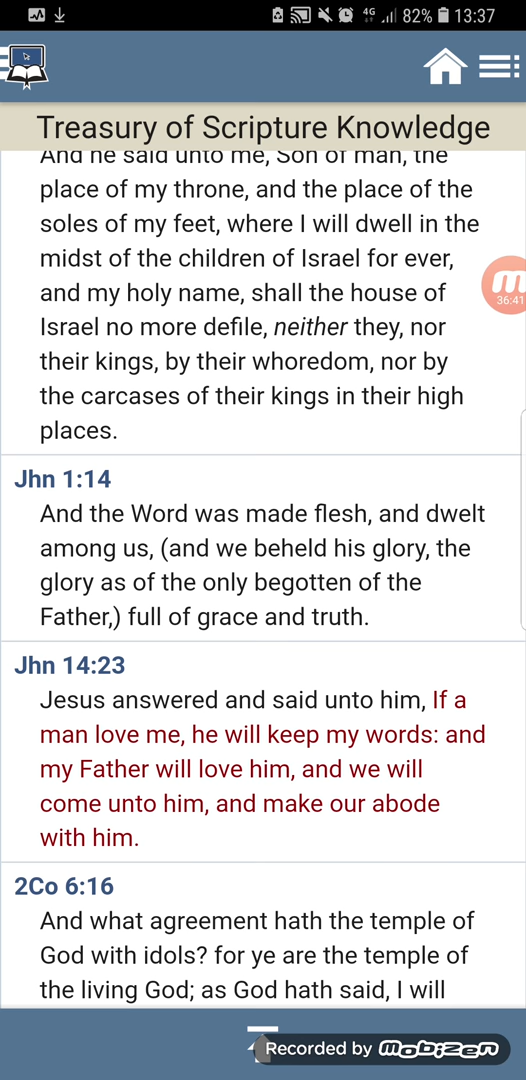 4G 82% 13:37
Treasury of Scripture Knowledge
And he said unto me, Son of man, the
place of my throne, and the place of the
soles of my feet, where I will dwell in the
midst of the children of Israel for ever,
and my holy name, shall the house of
Israel no more defile, neither they, nor
their kings, by their whoredom, nor by
the carcases of their kings in their high
places.
m
36:41
Jhn 1:14
And the Word was made flesh, and dwelt
among us, (and we beheld his glory, the
glory as of the only begotten of the
Father,) full of grace and truth.
Jhn 14:23
Jesus answered and said unto him, If a
man love me, he will keep my words: and
my Father will love him, and we will
come unto him, and make our abode
with him.
2Co 6:16
And what agreement hath the temple of
God with idols? for ye are the temple of
the living God; as God hath said, I will
Recorded by mobizen